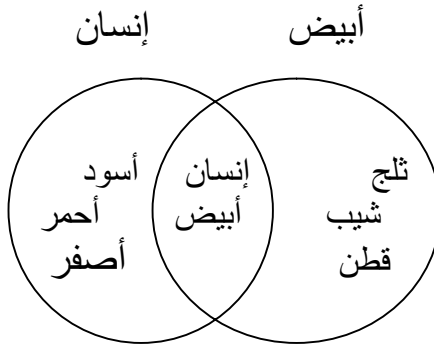 أبيض
إنسان
ثلج
شيب
قطن
إنسان
أبيض
أسود
أحمر
أصفر